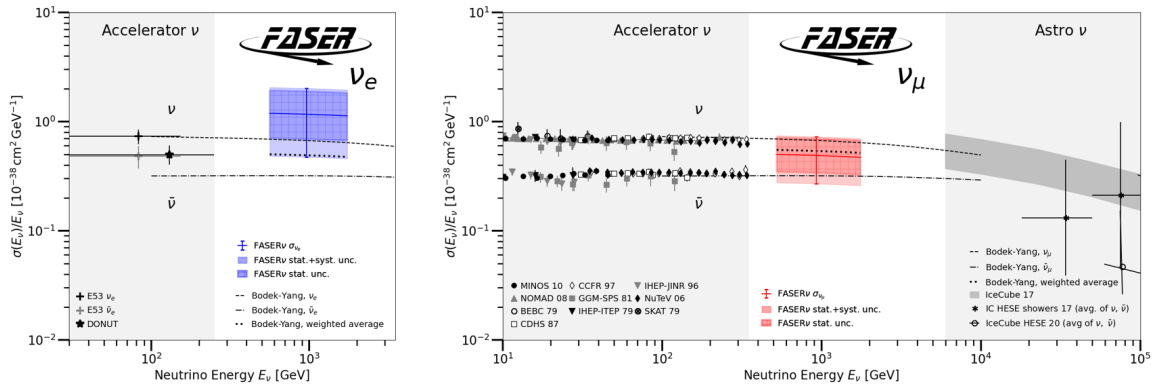 Accelerator ν
FASER
νe
ν
ν̄
FASERν σνe
FASERν stat.+syst. unc.
FASERν stat. unc.
Bodek-Yang, νe
Bodek-Yang, ν̄e
Bodek-Yang, weighted average
E53 νe
E53 ν̄e
DONUT
σ(Eν)/Eν [10⁻³⁸ cm² GeV⁻¹]
10²
10¹
10⁰
10⁻¹
10⁻²
10²
10³
Neutrino Energy Eν [GeV]
Accelerator ν
FASER
νμ
Astro ν
ν
ν̄
MINOS 10
NOMAD 08
BEBC 79
CDHS 87
CCFR 97
GGM-SPS 81
IHEP-ITEP 79
IHEP-JINR 96
NuTeV 06
SKAT 79
FASERν σνμ
FASERν stat.+syst. unc.
FASERν stat. unc.
Bodek-Yang, νμ
Bodek-Yang, ν̄μ
Bodek-Yang, weighted average
IceCube 17
IC HESE showers 17 (avg. of ν, ν̄)
IceCube HESE 20 (avg of ν, ν̄)
σ(Eν)/Eν [10⁻³⁸ cm² GeV⁻¹]
10²
10¹
10⁰
10⁻¹
10⁻²
10¹
10²
10³
10⁴
10⁵
Neutrino Energy Eν [GeV]